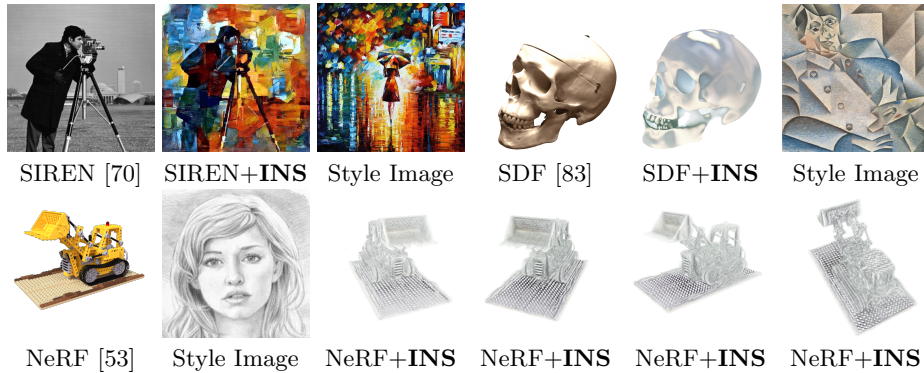 SIREN [70] SIREN+INS Style Image SDF [83] SDF+INS Style Image
NeRF [53] Style Image NeRF+INS NeRF+INS NeRF+INS NeRF+INS